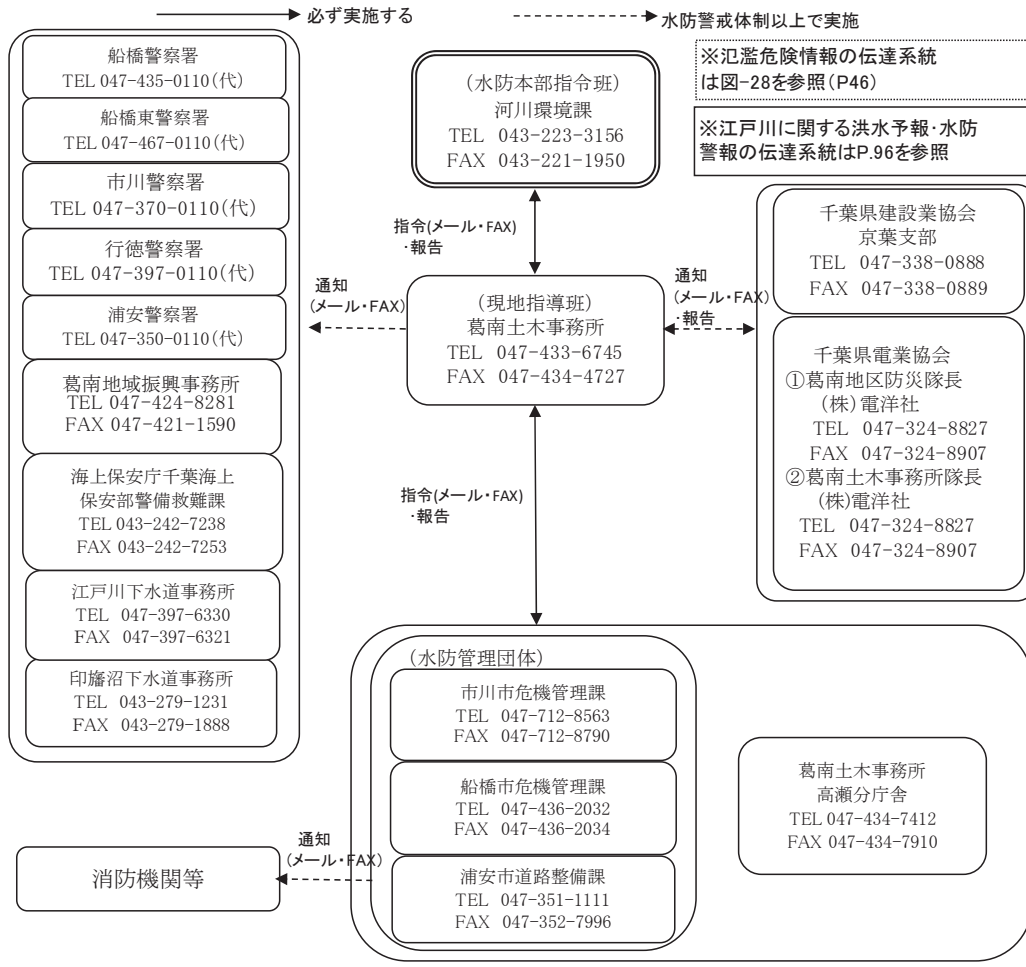 必ず実施する
水防警戒体制以上で実施
船橋警察署
TEL 047-435-0110(代)
船橋東警察署
TEL 047-467-0110(代)
市川警察署
TEL 047-370-0110(代)
行徳警察署
TEL 047-397-0110(代)
浦安警察署
TEL 047-350-0110(代)
葛南地域振興事務所
TEL 047-424-8281
FAX 047-421-1590
海上保安庁千葉海上
保安部警備救難課
TEL 043-242-7238
FAX 043-242-7253
江戸川下水道事務所
TEL 047-397-6330
FAX 047-397-6321
印旛沼下水道事務所
TEL 043-279-1231
FAX 043-279-1888
(水防本部指令班)
河川環境課
TEL 043-223-3156
FAX 043-221-1950
※氾濫危険情報の伝達系統
は図-28を参照(P46)
※江戸川に関する洪水予報・水防
警報の伝達系統はP.96を参照
指令(メール・FAX)
・報告
通知
(メール・FAX)
(現地指導班)
葛南土木事務所
TEL 047-433-6745
FAX 047-434-4727
通知
(メール・FAX)
・報告
千葉県建設業協会
京葉支部
TEL 047-338-0888
FAX 047-338-0889
千葉県電業協会
①葛南地区防災隊長
(株)電洋社
TEL 047-324-8827
FAX 047-324-8907
②葛南土木事務所隊長
(株)電洋社
TEL 047-324-8827
FAX 047-324-8907
指令(メール・FAX)
・報告
(水防管理団体)
市川市危機管理課
TEL 047-712-8563
FAX 047-712-8790
船橋市危機管理課
TEL 047-436-2032
FAX 047-436-2034
浦安市道路整備課
TEL 047-351-1111
FAX 047-352-7996
葛南土木事務所
高瀬分庁舎
TEL 047-434-7412
FAX 047-434-7910
通知
(メール・FAX)
消防機関等